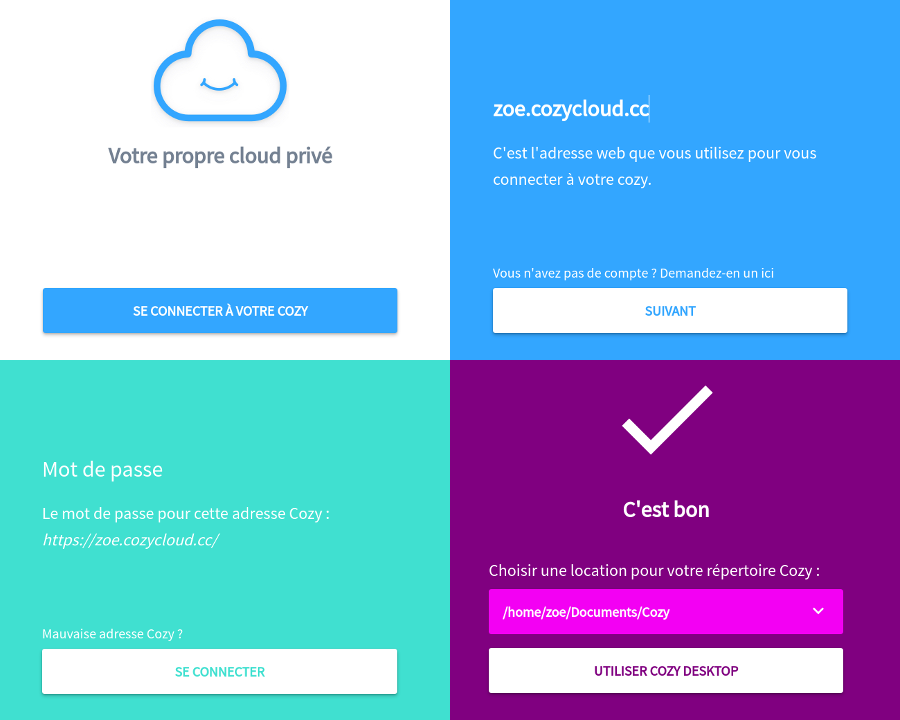 Votre propre cloud privé
SE CONNECTER À VOTRE COZY
zoe.cozycloud.cc
C'est l'adresse web que vous utilisez pour vous
connecter à votre cozy.
Vous n'avez pas de compte ? Demandez-en un ici
SUIVANT
Mot de passe
Le mot de passe pour cette adresse Cozy :
https://zoe.cozycloud.cc/
Mauvaise adresse Cozy ?
SE CONNECTER
C'est bon
Choisir une location pour votre répertoire Cozy :
/home/zoe/Documents/Cozy
UTILISER COZY DESKTOP